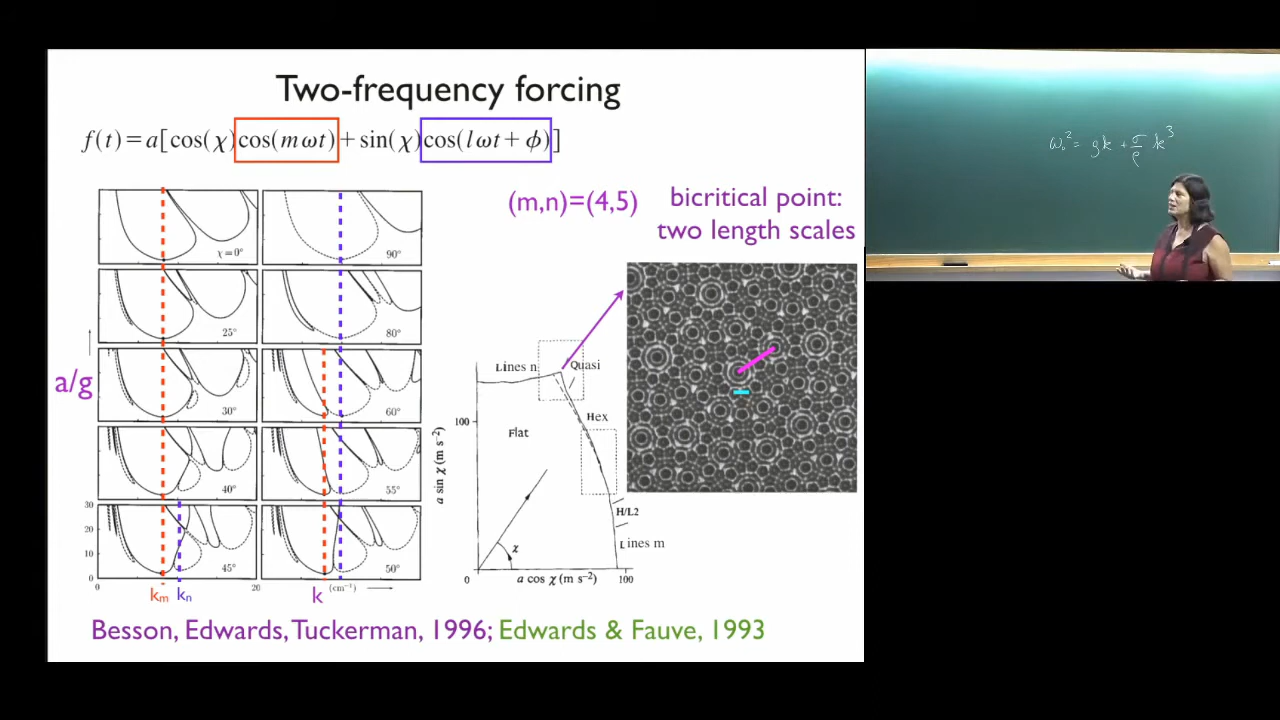 Two-frequency forcing
f(t)=a[cos(χ)cos(mωt)+sin(χ)cos(lωt+ϕ)]
(m,n)=(4,5)
bicritical point:
two length scales
χ=0°
90°
25°
80°
30°
60°
40°
55°
30
20
10
0
45°
50°
a/g
0
20
km
kn
k
(cm⁻¹)
a sin χ (m s⁻²)
100
Lines n
Quasi
Hex
Flat
H/L2
Lines m
χ
0
a cos χ (m s⁻²)
100
Besson, Edwards, Tuckerman, 1996; Edwards & Fauve, 1993
ω₀² = gk + σ/ρ k³